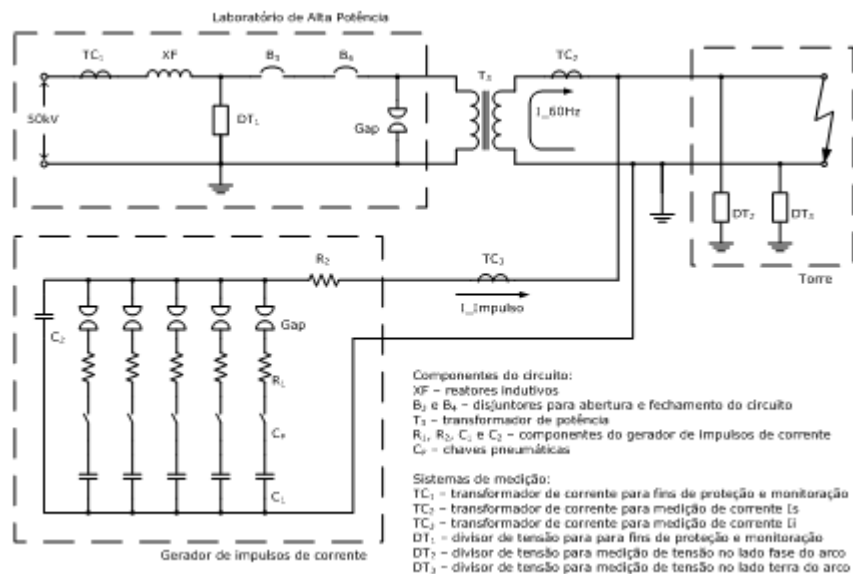 Laboratório de Alta Potência
TC₁
XF
B₃
B₄
TC₂
T₃
50kV
DT₁
Gap
I_60Hz
DT₂
DT₃
Torre
R₂
TC₃
I_Impulso
C₂
Gap
R₁
Cₚ
C₁
Gerador de impulsos de corrente
Componentes do circuito:
XF – reatores indutivos
B₃ e B₄ – disjuntores para abertura e fechamento do circuito
T₃ – transformador de potência
R₁, R₂, C₁ e C₂ – componentes do gerador de impulsos de corrente
Cₚ – chaves pneumáticas
Sistemas de medição:
TC₁ – transformador de corrente para fins de proteção e monitoração
TC₂ – transformador de corrente para medição de corrente Is
TC₃ – transformador de corrente para medição de corrente Ii
DT₁ – divisor de tensão para para fins de proteção e monitoração
DT₂ – divisor de tensão para medição de tensão no lado fase do arco
DT₃ – divisor de tensão para medição de tensão no lado terra do arco